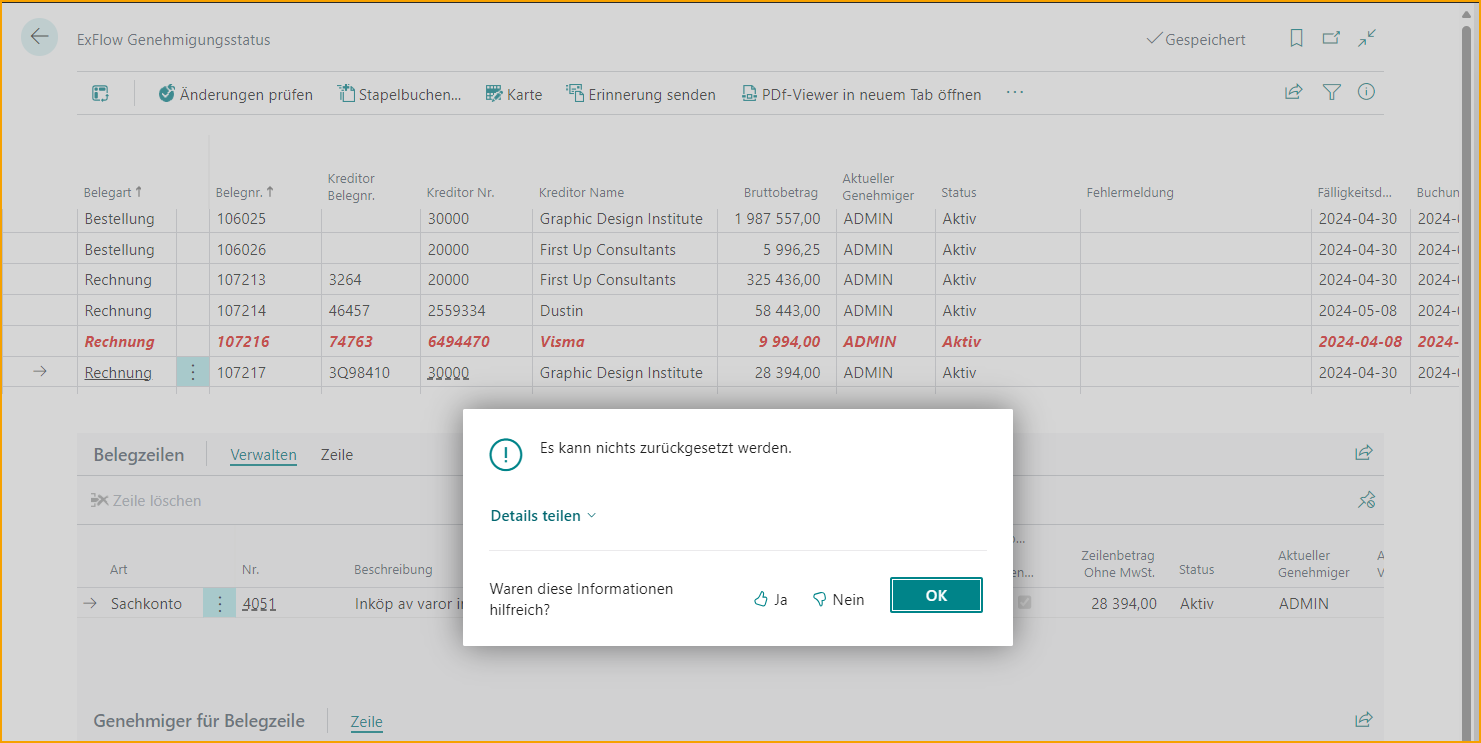 ExFlow Genehmigungsstatus
Gespeichert
Änderungen prüfen Stapelbuchen... Karte Erinnerung senden PDf-Viewer in neuem Tab öffnen ...
Belegart ↑ Belegnr. ↑ Kreditor Belegnr. Kreditor Nr. Kreditor Name Bruttobetrag Aktueller Genehmiger Status Fehlermeldung Fälligkeitsd... Buchun
Bestellung 106025 30000 Graphic Design Institute 1 987 557,00 ADMIN Aktiv 2024-04-30 2024-
Bestellung 106026 20000 First Up Consultants 5 996,25 ADMIN Aktiv 2024-04-30 2024-
Rechnung 107213 3264 20000 First Up Consultants 325 436,00 ADMIN Aktiv 2024-04-30 2024-
Rechnung 107214 46457 2559334 Dustin 58 443,00 ADMIN Aktiv 2024-05-08 2024-
Rechnung 107216 74763 6494470 Visma 9 994,00 ADMIN Aktiv 2024-04-08 2024-
Rechnung 107217 3Q98410 30000 Graphic Design Institute 28 394,00 ADMIN Aktiv 2024-04-30 2024-
Es kann nichts zurückgesetzt werden.
Details teilen
Waren diese Informationen
hilfreich?
Ja Nein OK
Belegzeilen Verwalten Zeile
Zeile löschen
Art Nr. Beschreibung Zeilenbetrag Ohne MwSt. Status Aktueller Genehmiger
Sachkonto 4051 Inköp av varor 28 394,00 Aktiv ADMIN
Genehmiger für Belegzeile Zeile